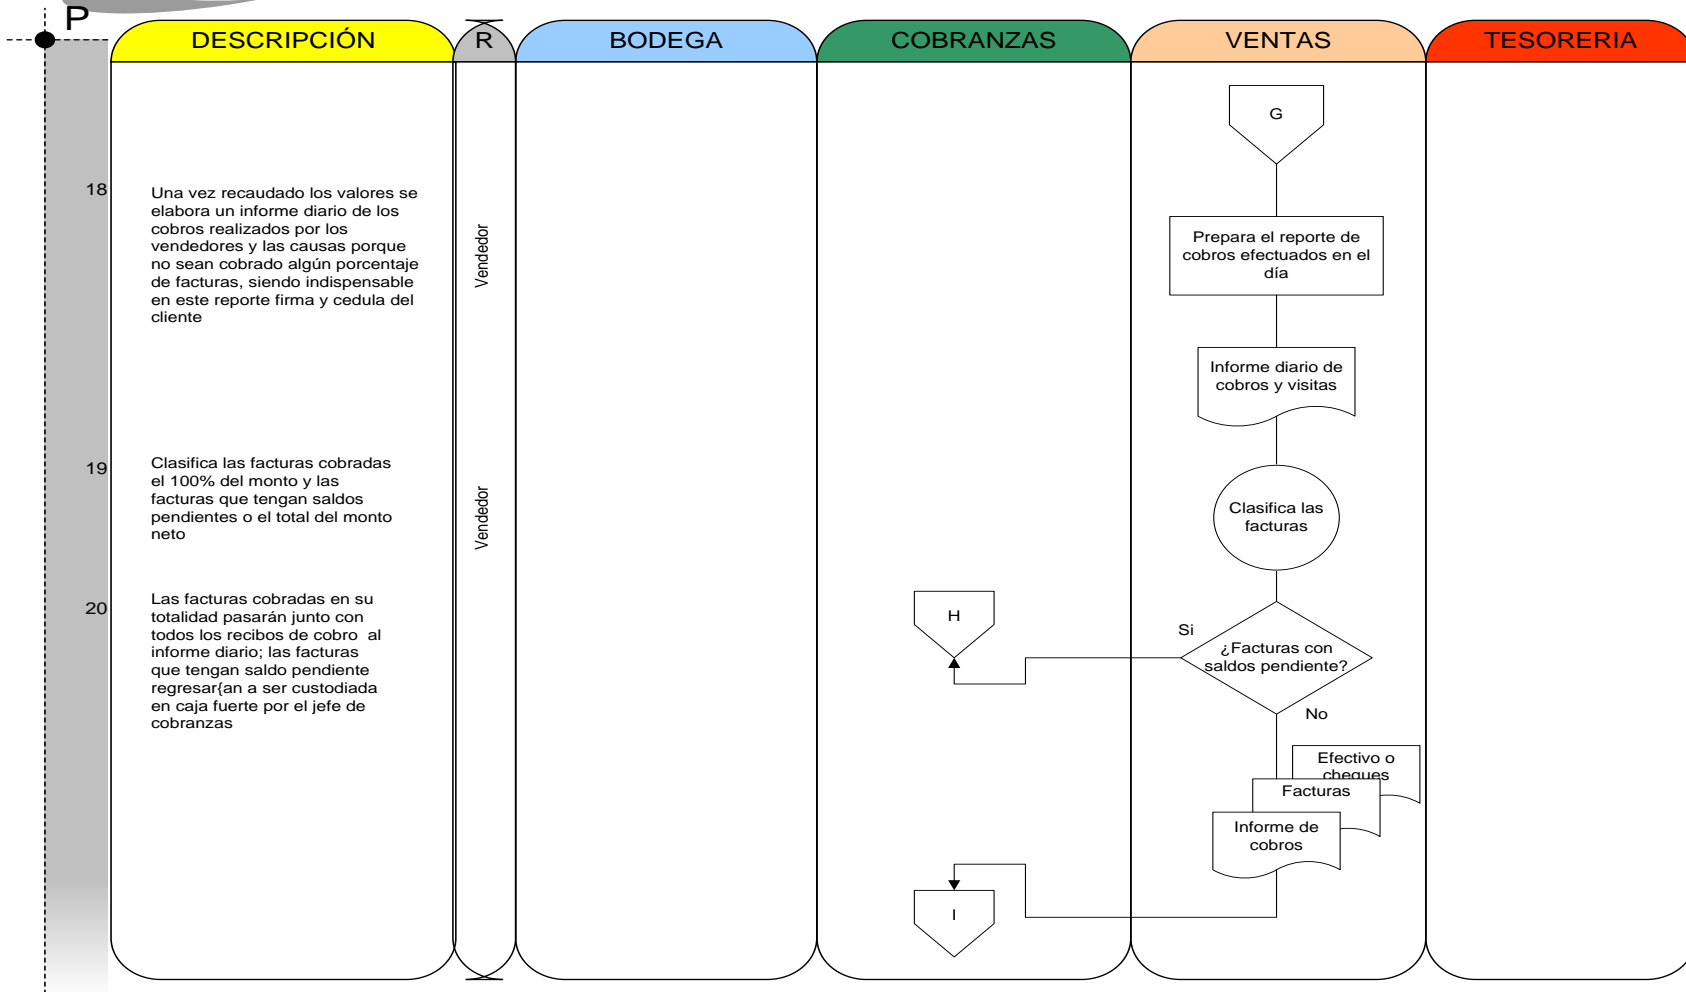 P
DESCRIPCIÓN
R
BODEGA
COBRANZAS
VENTAS
TESORERIA
G
18
Una vez recaudado los valores se
elabora un informe diario de los
cobros realizados por los
vendedores y las causas porque
no sean cobrado algún porcentaje
de facturas, siendo indispensable
en este reporte firma y cedula del
cliente
Vendedor
Prepara el reporte de
cobros efectuados en el
día
Informe diario de
cobros y visitas
19
Clasifica las facturas cobradas
el 100% del monto y las
facturas que tengan saldos
pendientes o el total del monto
neto
Vendedor
Clasifica las
facturas
20
Las facturas cobradas en su
totalidad pasarán junto con
todos los recibos de cobro al
informe diario; las facturas
que tengan saldo pendiente
regresar{an a ser custodiada
en caja fuerte por el jefe de
cobranzas
H
Si
¿Facturas con
saldos pendiente?
No
Efectivo o
cheques
Facturas
Informe de
cobros
I